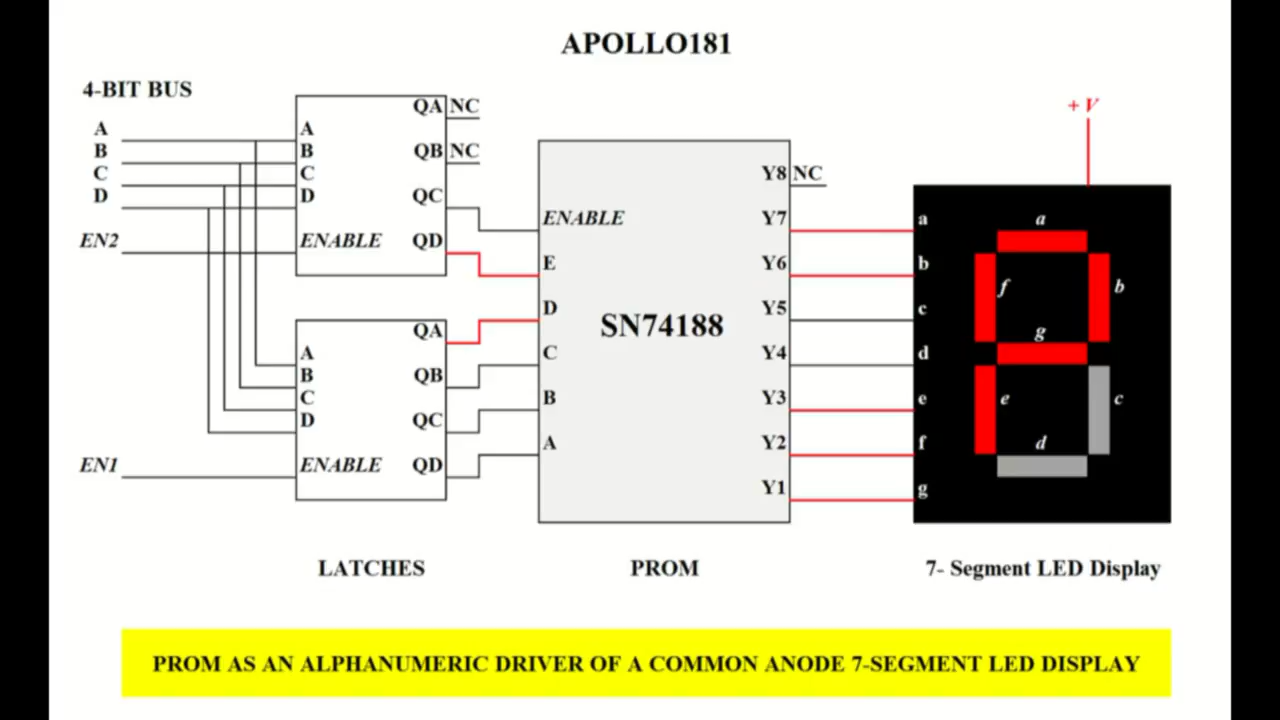 APOLLO181
4-BIT BUS
A
B
C
D
EN2
EN1
A
B
C
D
ENABLE
QA NC
QB NC
QC
QD
A
B
C
D
ENABLE
QA
QB
QC
QD
LATCHES
ENABLE
E
D
C
B
A
SN74188
Y8 NC
Y7
Y6
Y5
Y4
Y3
Y2
Y1
PROM
+ V
a
b
c
d
e
f
g
a
f
b
g
e
c
d
7- Segment LED Display
PROM AS AN ALPHANUMERIC DRIVER OF A COMMON ANODE 7-SEGMENT LED DISPLAY